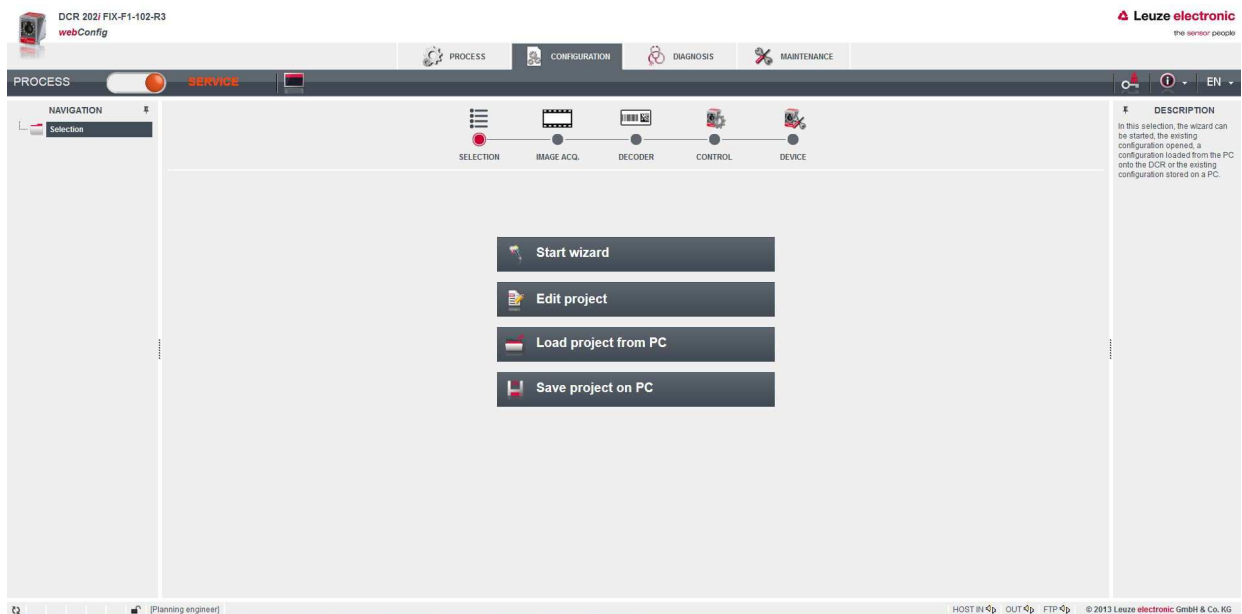 DCR 202i FIX-F1-102-R3
webConfig
Leuze electronic
the sensor people
PROCESS
CONFIGURATION
DIAGNOSIS
MAINTENANCE
PROCESS
SERVICE
EN
NAVIGATION
Selection
SELECTION
IMAGE ACQ.
DECODER
CONTROL
DEVICE
Start wizard
Edit project
Load project from PC
Save project on PC
DESCRIPTION
In this selection, the wizard can
be started, the existing
configuration opened, a
configuration loaded from the PC
onto the DCR or the existing
configuration stored on a PC.
[Planning engineer]
HOST IN OUT FTP
© 2013 Leuze electronic GmbH & Co. KG